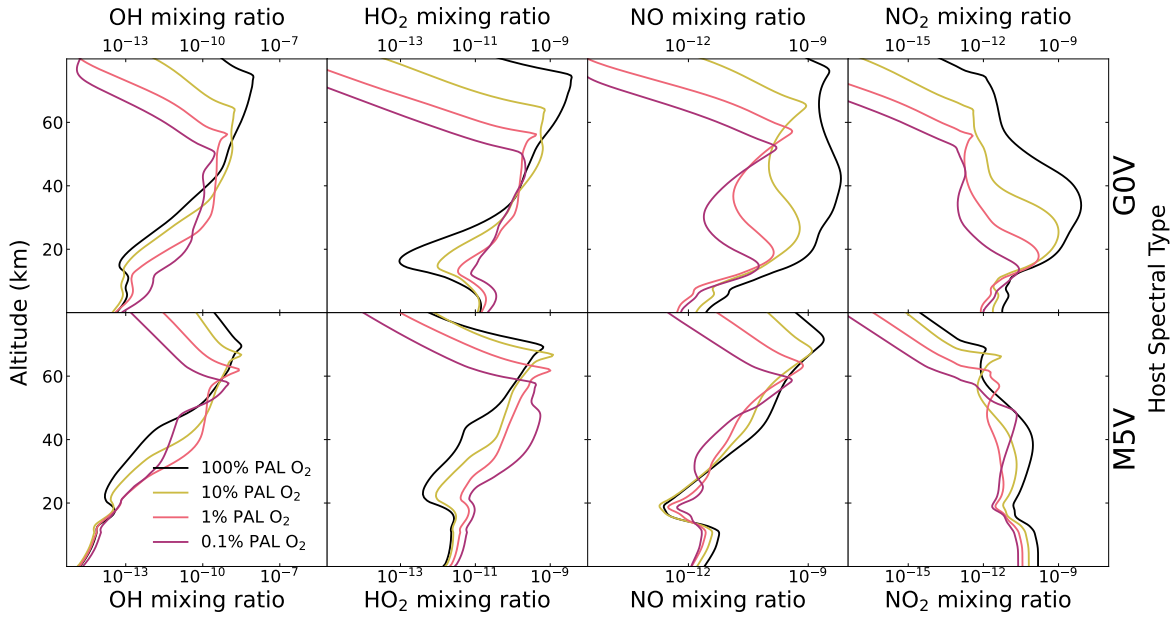 OH mixing ratio HO₂ mixing ratio NO mixing ratio NO₂ mixing ratio
10⁻¹³ 10⁻¹⁰ 10⁻⁷ 10⁻¹³ 10⁻¹¹ 10⁻⁹ 10⁻¹² 10⁻⁹ 10⁻¹⁵ 10⁻¹² 10⁻⁹
60
40
20
G0V
Altitude (km)
Host Spectral Type
60
40
20
M5V
100% PAL O₂
10% PAL O₂
1% PAL O₂
0.1% PAL O₂
10⁻¹³ 10⁻¹⁰ 10⁻⁷ 10⁻¹³ 10⁻¹¹ 10⁻⁹ 10⁻¹² 10⁻⁹ 10⁻¹⁵ 10⁻¹² 10⁻⁹
OH mixing ratio HO₂ mixing ratio NO mixing ratio NO₂ mixing ratio